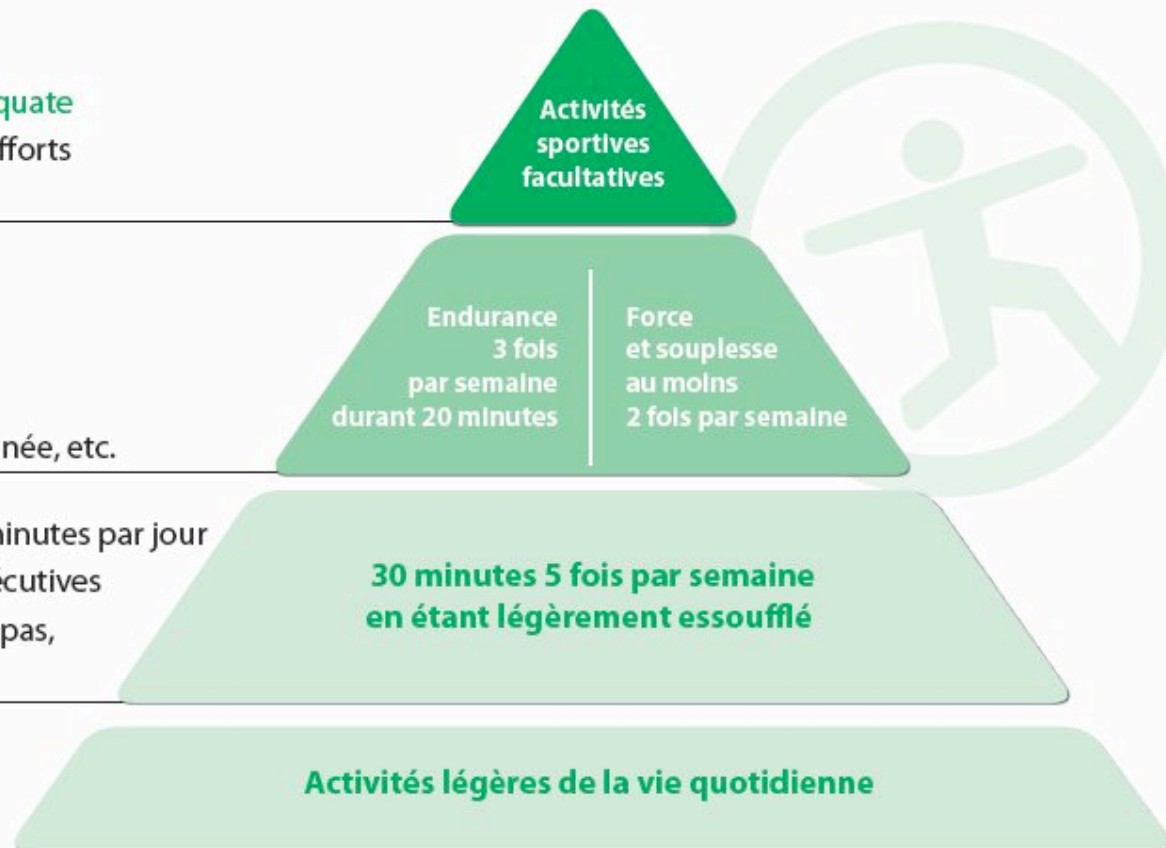 quate
fforts
Activités
sportives
facultatives
Endurance
3 fois
par semaine
durant 20 minutes
Force
et souplesse
au moins
2 fois par semaine
née, etc.
minutes par jour
écutives
pas,
30 minutes 5 fois par semaine
en étant légèrement essoufflé
Activités légères de la vie quotidienne